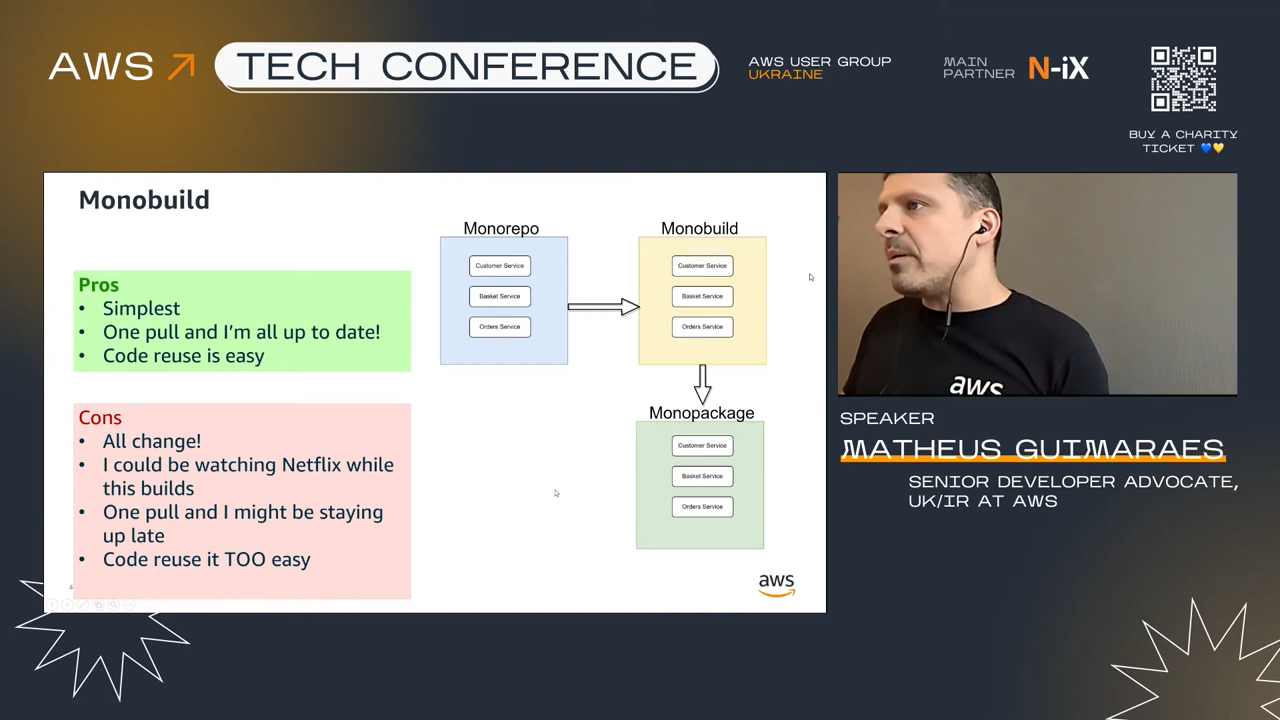 AWS
TECH CONFERENCE
AWS USER GROUP
UKRAINE
MAIN
PARTNER
N-iX
BUY A CHARITY
TICKET 💙💛
Monobuild
Pros
• Simplest
• One pull and I'm all up to date!
• Code reuse is easy
Cons
• All change!
• I could be watching Netflix while
this builds
• One pull and I might be staying
up late
• Code reuse it TOO easy
Monorepo
Customer Service
Basket Service
Orders Service
Monobuild
Customer Service
Basket Service
Orders Service
Monopackage
Customer Service
Basket Service
Orders Service
aws
aws
SPEAKER
MATHEUS GUIMARAES
SENIOR DEVELOPER ADVOCATE,
UK/IR AT AWS